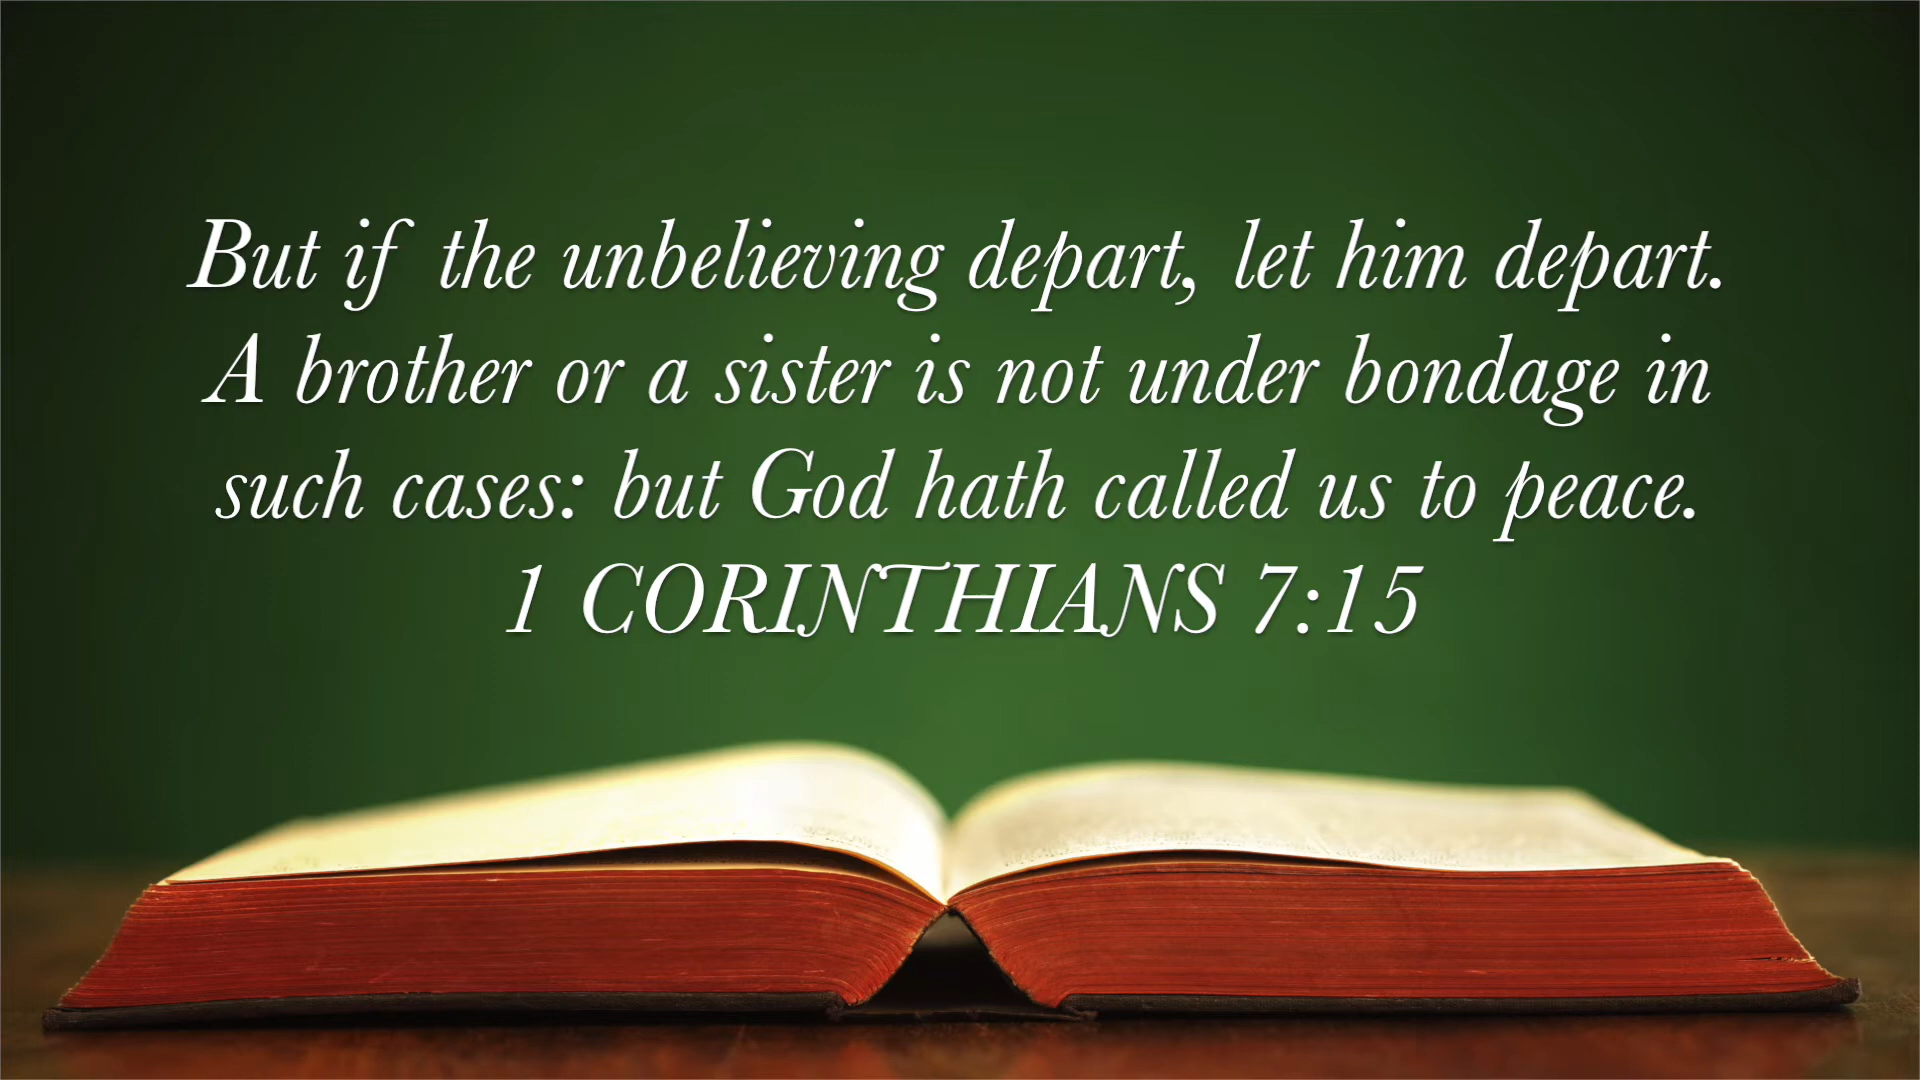 But if the unbelieving depart, let him depart.
A brother or a sister is not under bondage in
such cases: but God hath called us to peace.
1 CORINTHIANS 7:15